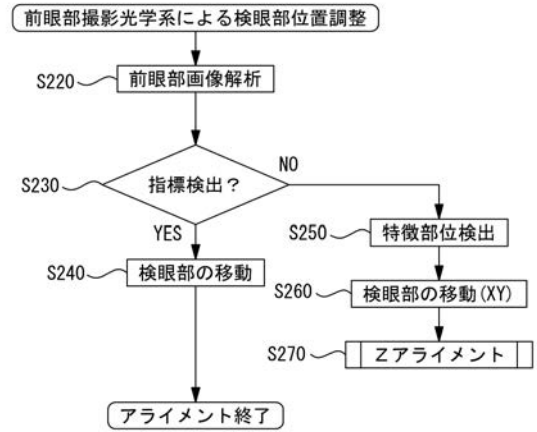 前眼部撮影光学系による検眼部位置調整
S220
前眼部画像解析
S230
指標検出？
NO
YES
S240
検眼部の移動
S250
特徴部位検出
S260
検眼部の移動(XY)
S270
Zアライメント
アライメント終了